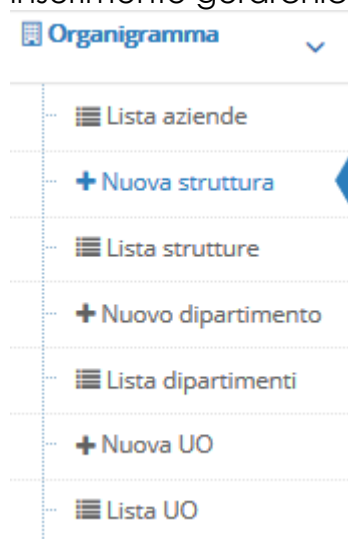 Organigramma
Lista aziende
Nuova struttura
Lista strutture
Nuovo dipartimento
Lista dipartimenti
Nuova UO
Lista UO